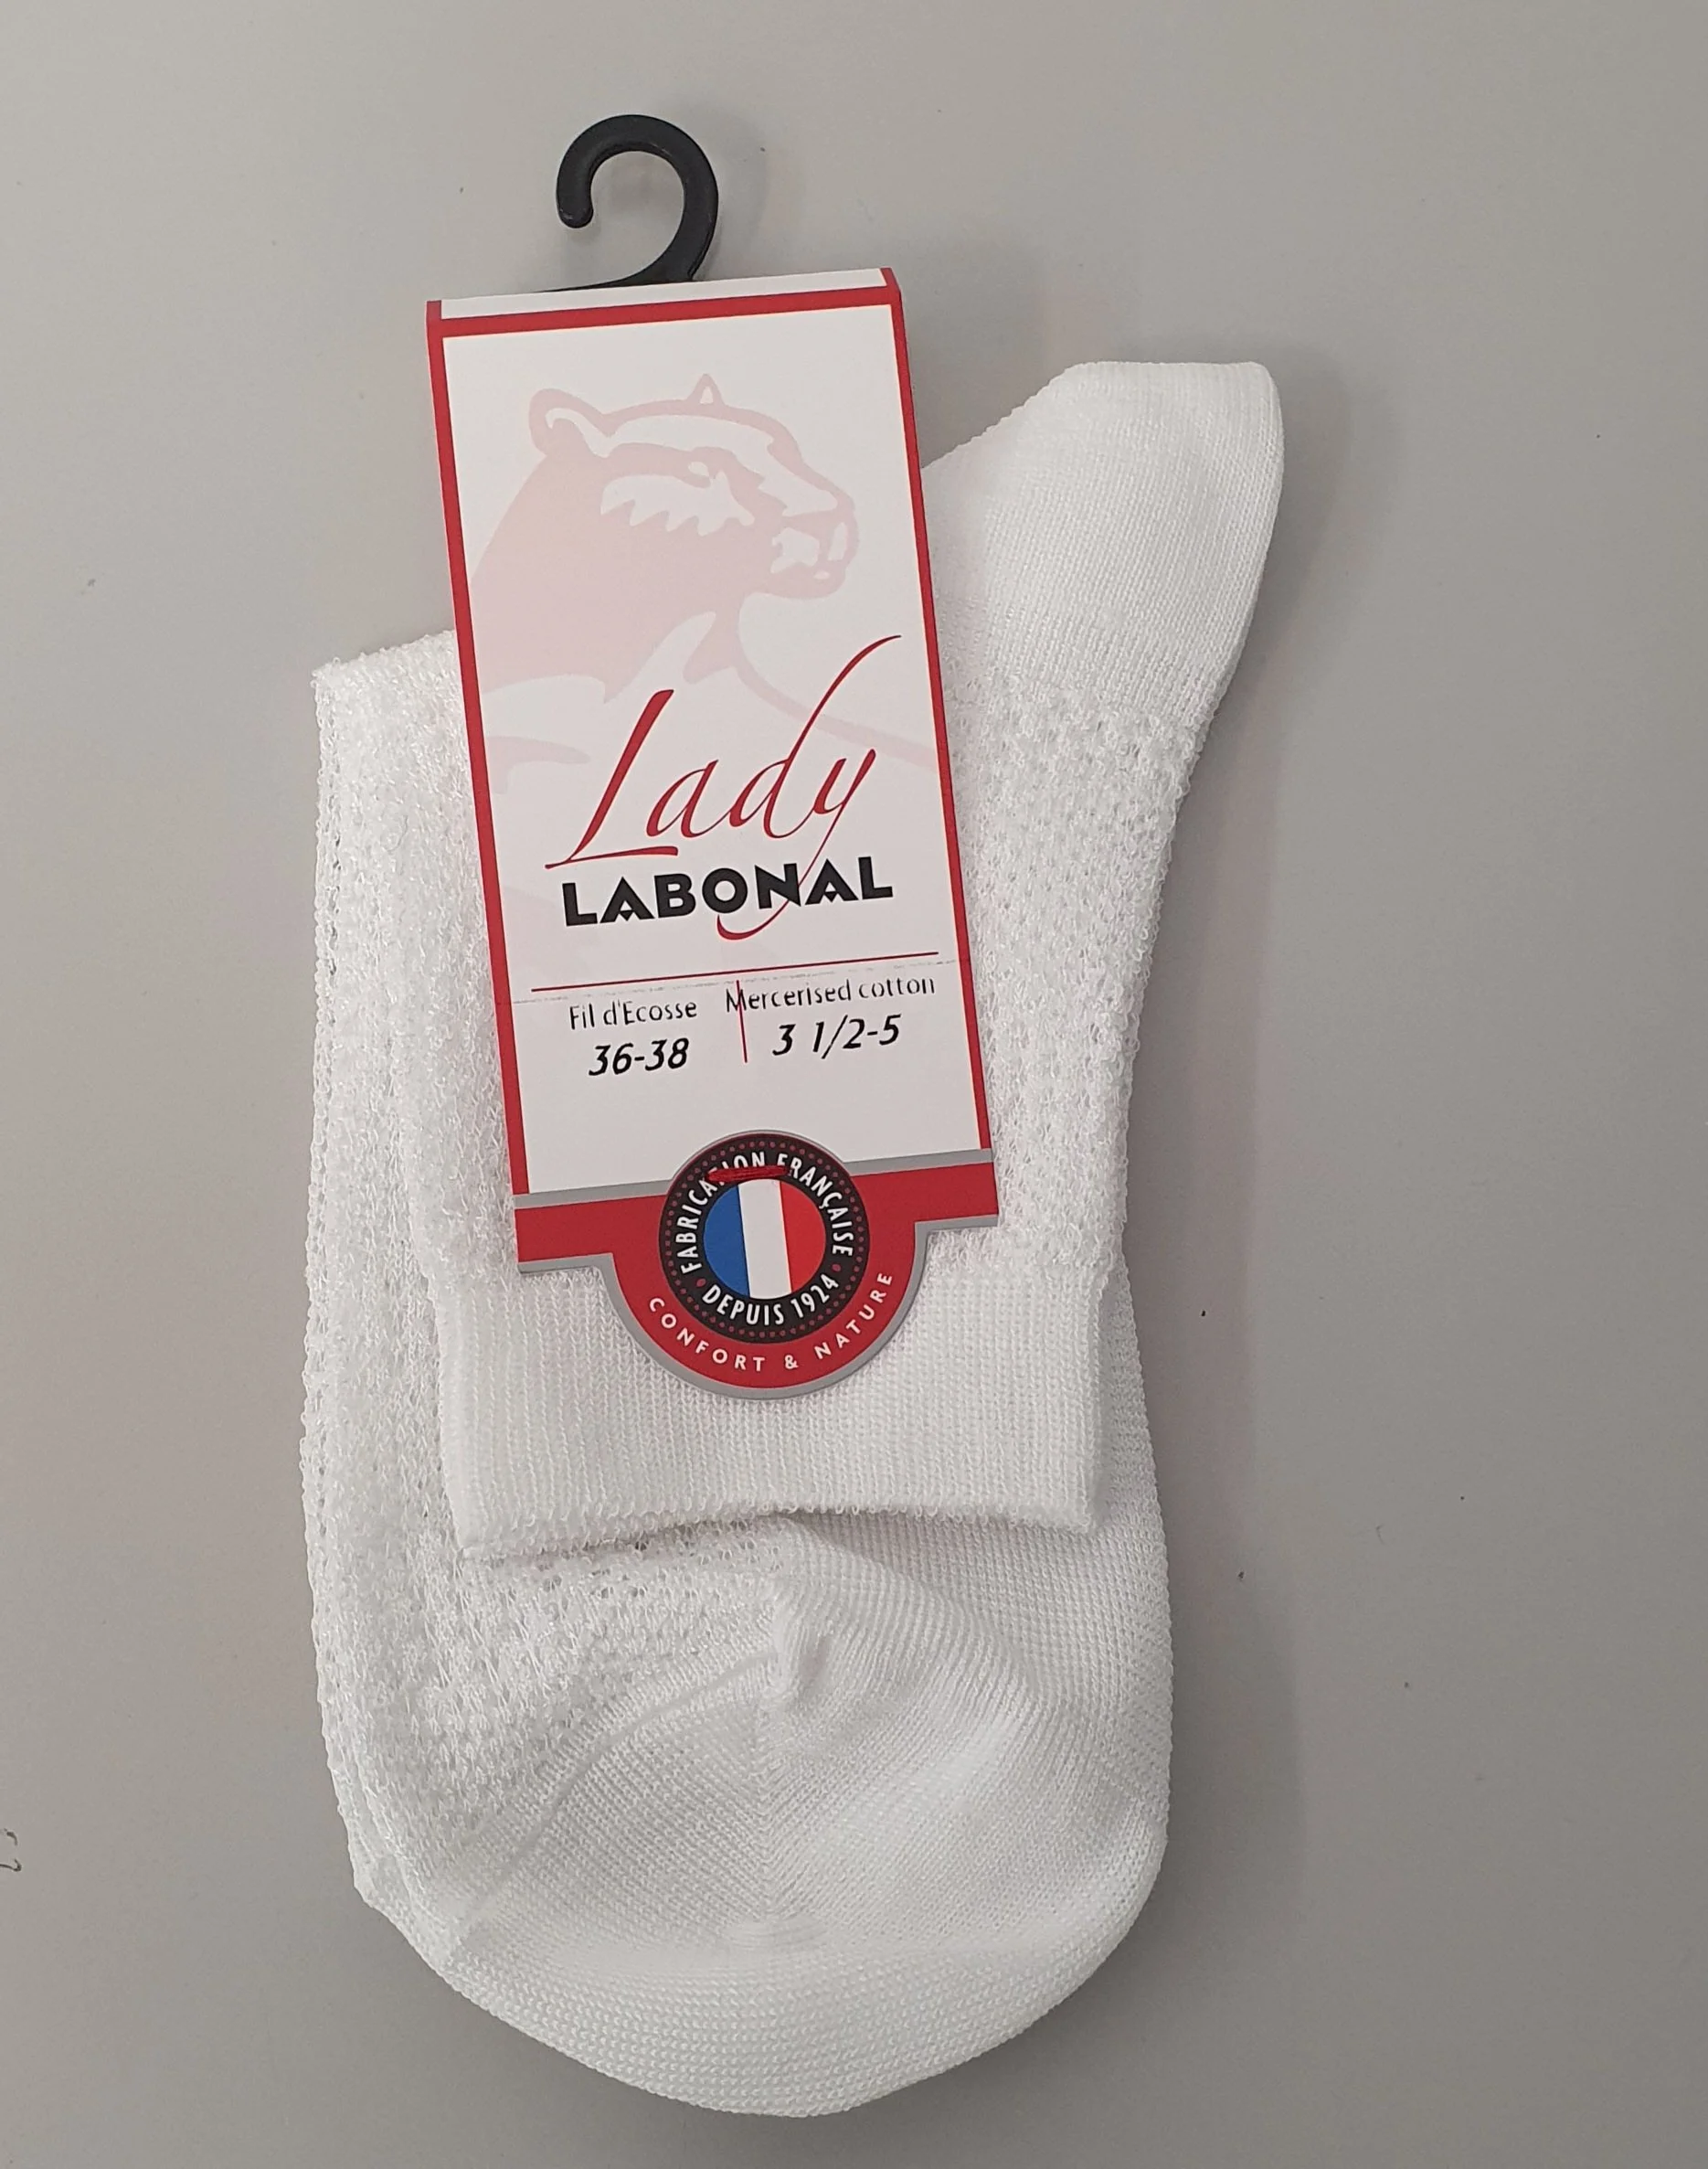 Lady
LABONAL
Fil d'Ecosse Mercerised cotton
36-38 3 1/2-5
FABRICATION FRANÇAISE
DEPUIS 1924
CONFORT & NATURE